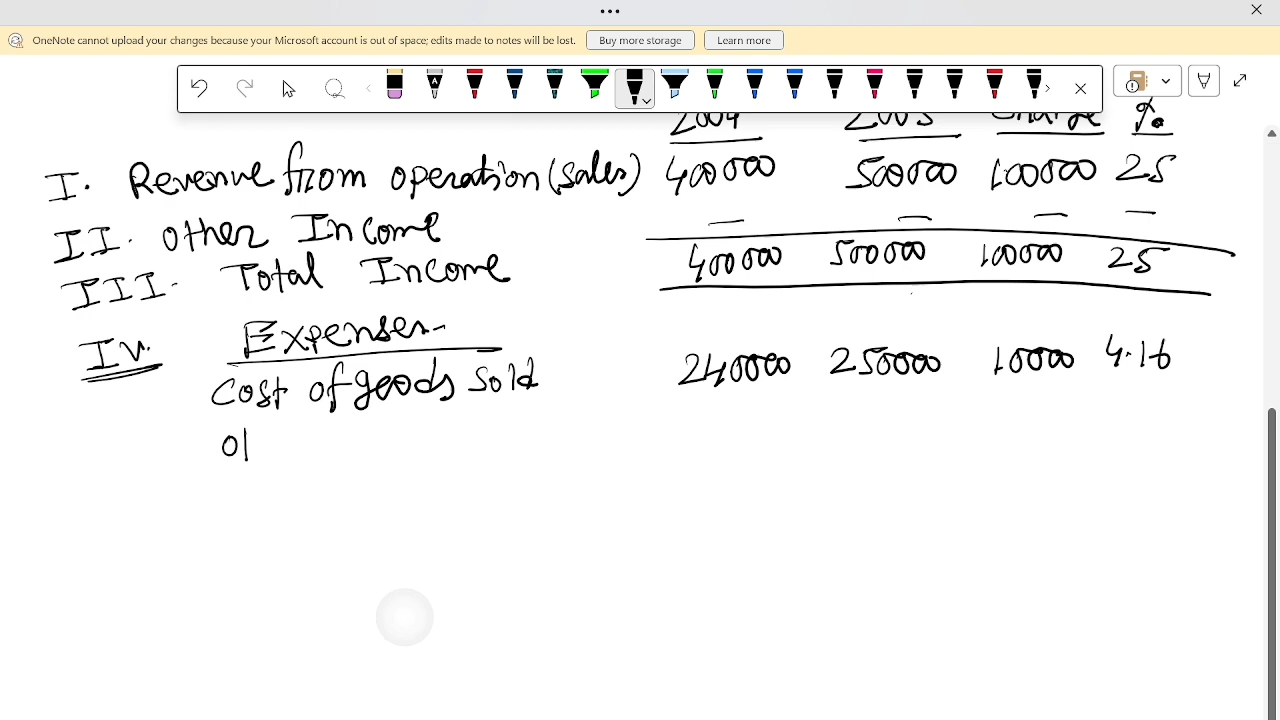 OneNote cannot upload your changes because your Microsoft account is out of space; edits made to notes will be lost. Buy more storage Learn more
2004 2005 change %
I. Revenue from operation (sales) 400000 500000 100000 25
II. other Income — — — —
III. Total Income 400000 500000 100000 25
Iv. Expenses
cost of goods sold 240000 250000 10000 4.16